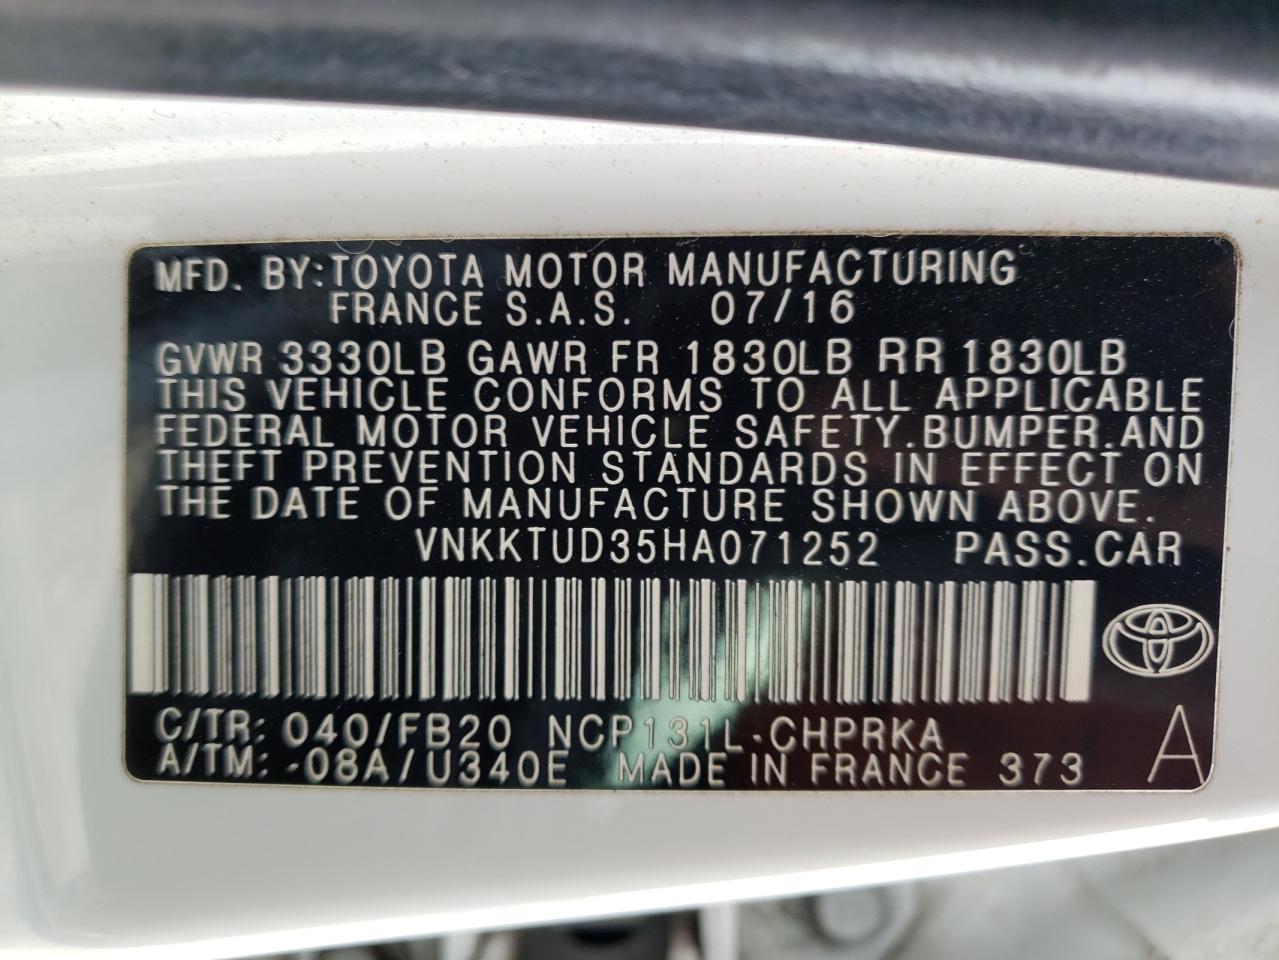 MFD. BY:TOYOTA MOTOR MANUFACTURING
FRANCE S.A.S. 07/16
GVWR 3330LB GAWR FR 1830LB RR 1830LB
THIS VEHICLE CONFORMS TO ALL APPLICABLE
FEDERAL MOTOR VEHICLE SAFETY.BUMPER.AND
THEFT PREVENTION STANDARDS IN EFFECT ON
THE DATE OF MANUFACTURE SHOWN ABOVE.
VNKKTUD35HA071252 PASS.CAR
C/TR: 040/FB20 NCP131L-CHPRKA
A/TM: -08A/U340E MADE IN FRANCE 373 A